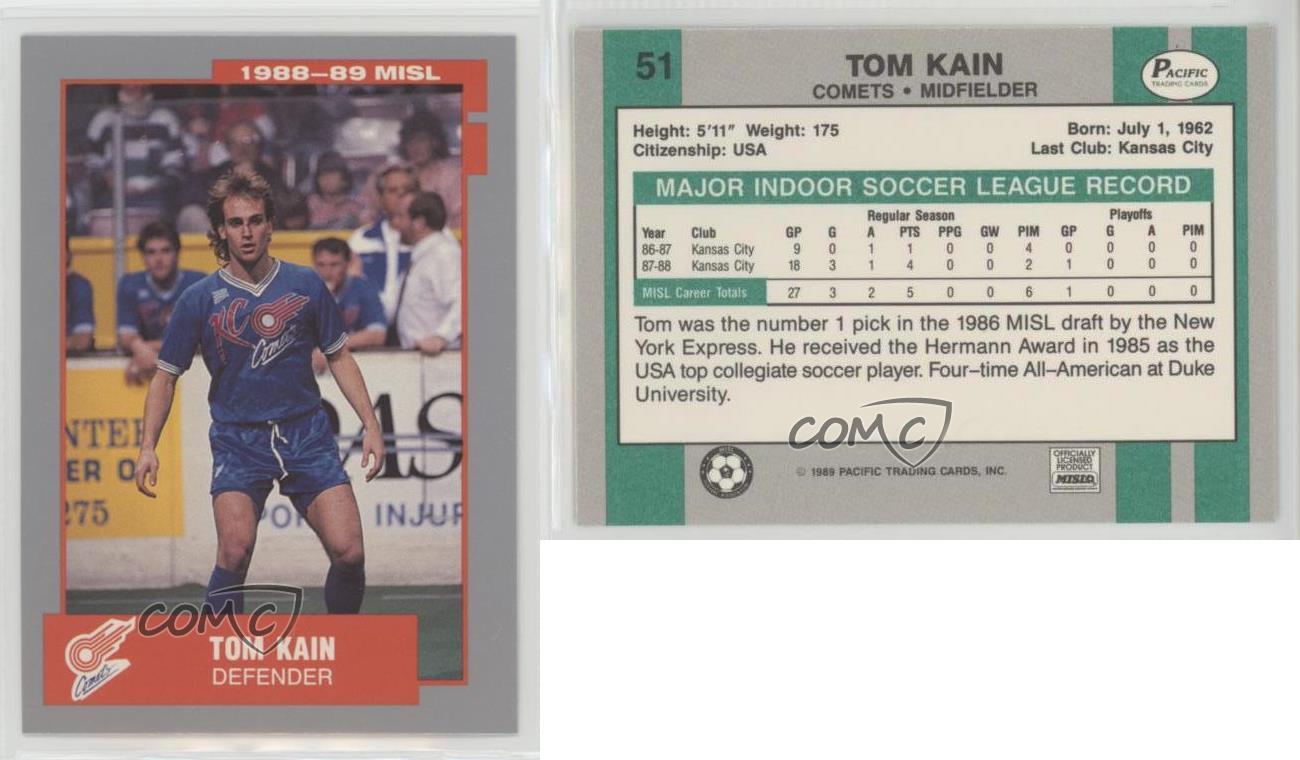 1988-89 MISL
KC
Comets
NTER
ER O
275
AS
POR
INJUR
COMC
Comets
TOM KAIN
DEFENDER
51
TOM KAIN
COMETS • MIDFIELDER
PACIFIC
TRADING CARDS
Height: 5'11" Weight: 175
Born: July 1, 1962
Citizenship: USA
Last Club: Kansas City
MAJOR INDOOR SOCCER LEAGUE RECORD
Regular Season Playoffs
Year Club GP G A PTS PPG GW PIM GP G A PIM
86-87 Kansas City 9 0 1 1 0 0 4 0 0 0 0
87-88 Kansas City 18 3 1 4 0 0 2 1 0 0 0
MISL Career Totals 27 3 2 5 0 0 6 1 0 0 0
Tom was the number 1 pick in the 1986 MISL draft by the New
York Express. He received the Hermann Award in 1985 as the
USA top collegiate soccer player. Four-time All-American at Duke
University.
COMC
© 1989 PACIFIC TRADING CARDS, INC.
OFFICIALLY
LICENSED
PRODUCT
MISL